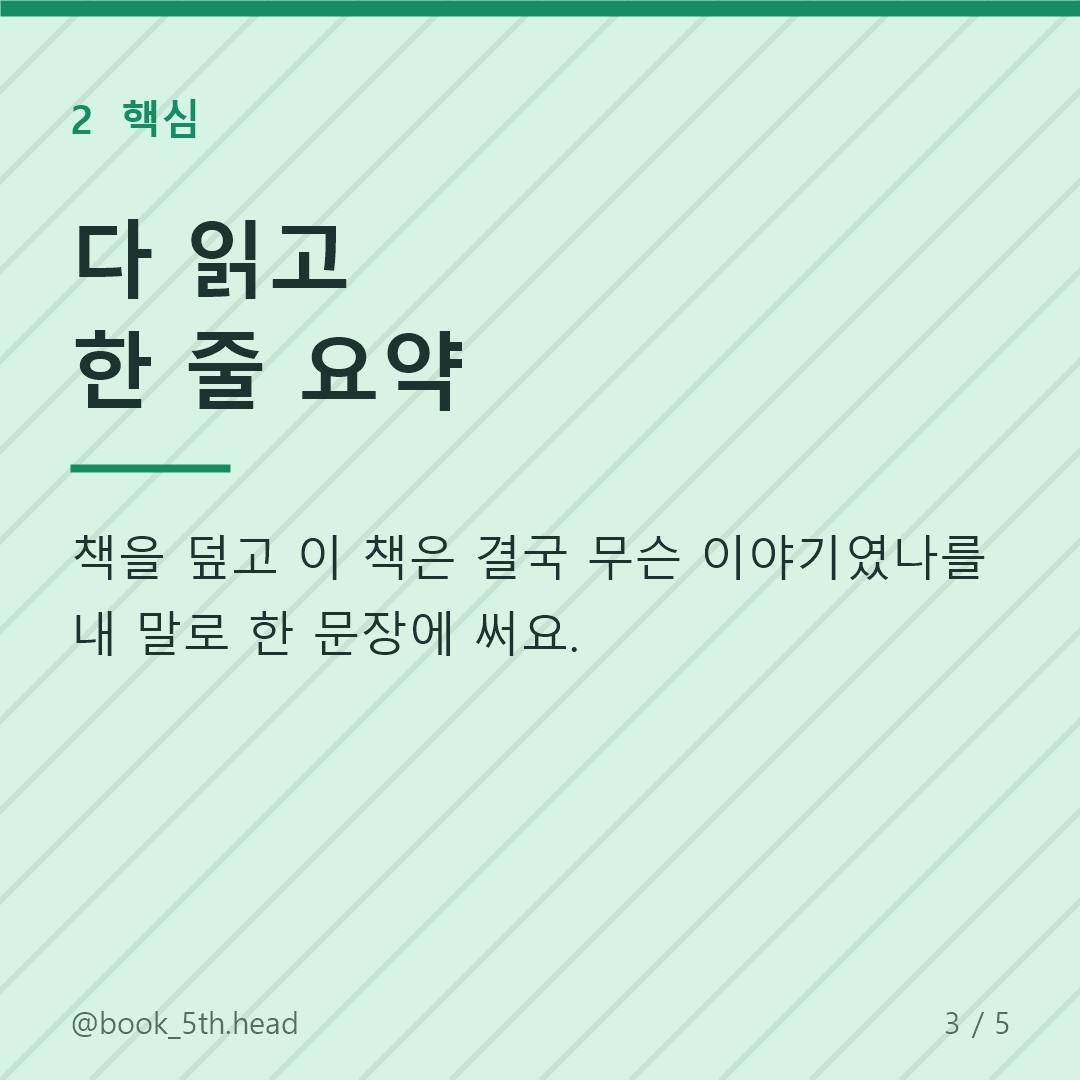 2 핵심
다 읽고
한 줄 요약
책을 덮고 이 책은 결국 무슨 이야기였나를
내 말로 한 문장에 써요.
@book_5th.head
3 / 5